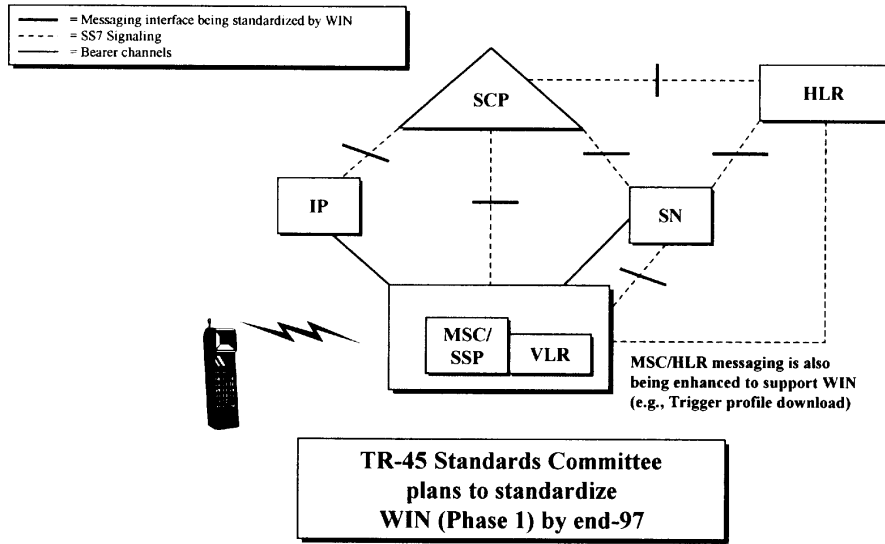 = Messaging interface being standardized by WIN
= SS7 Signaling
= Bearer channels
SCP
HLR
IP
SN
MSC/
SSP
VLR
MSC/HLR messaging is also
being enhanced to support WIN
(e.g., Trigger profile download)
TR-45 Standards Committee
plans to standardize
WIN (Phase 1) by end-97